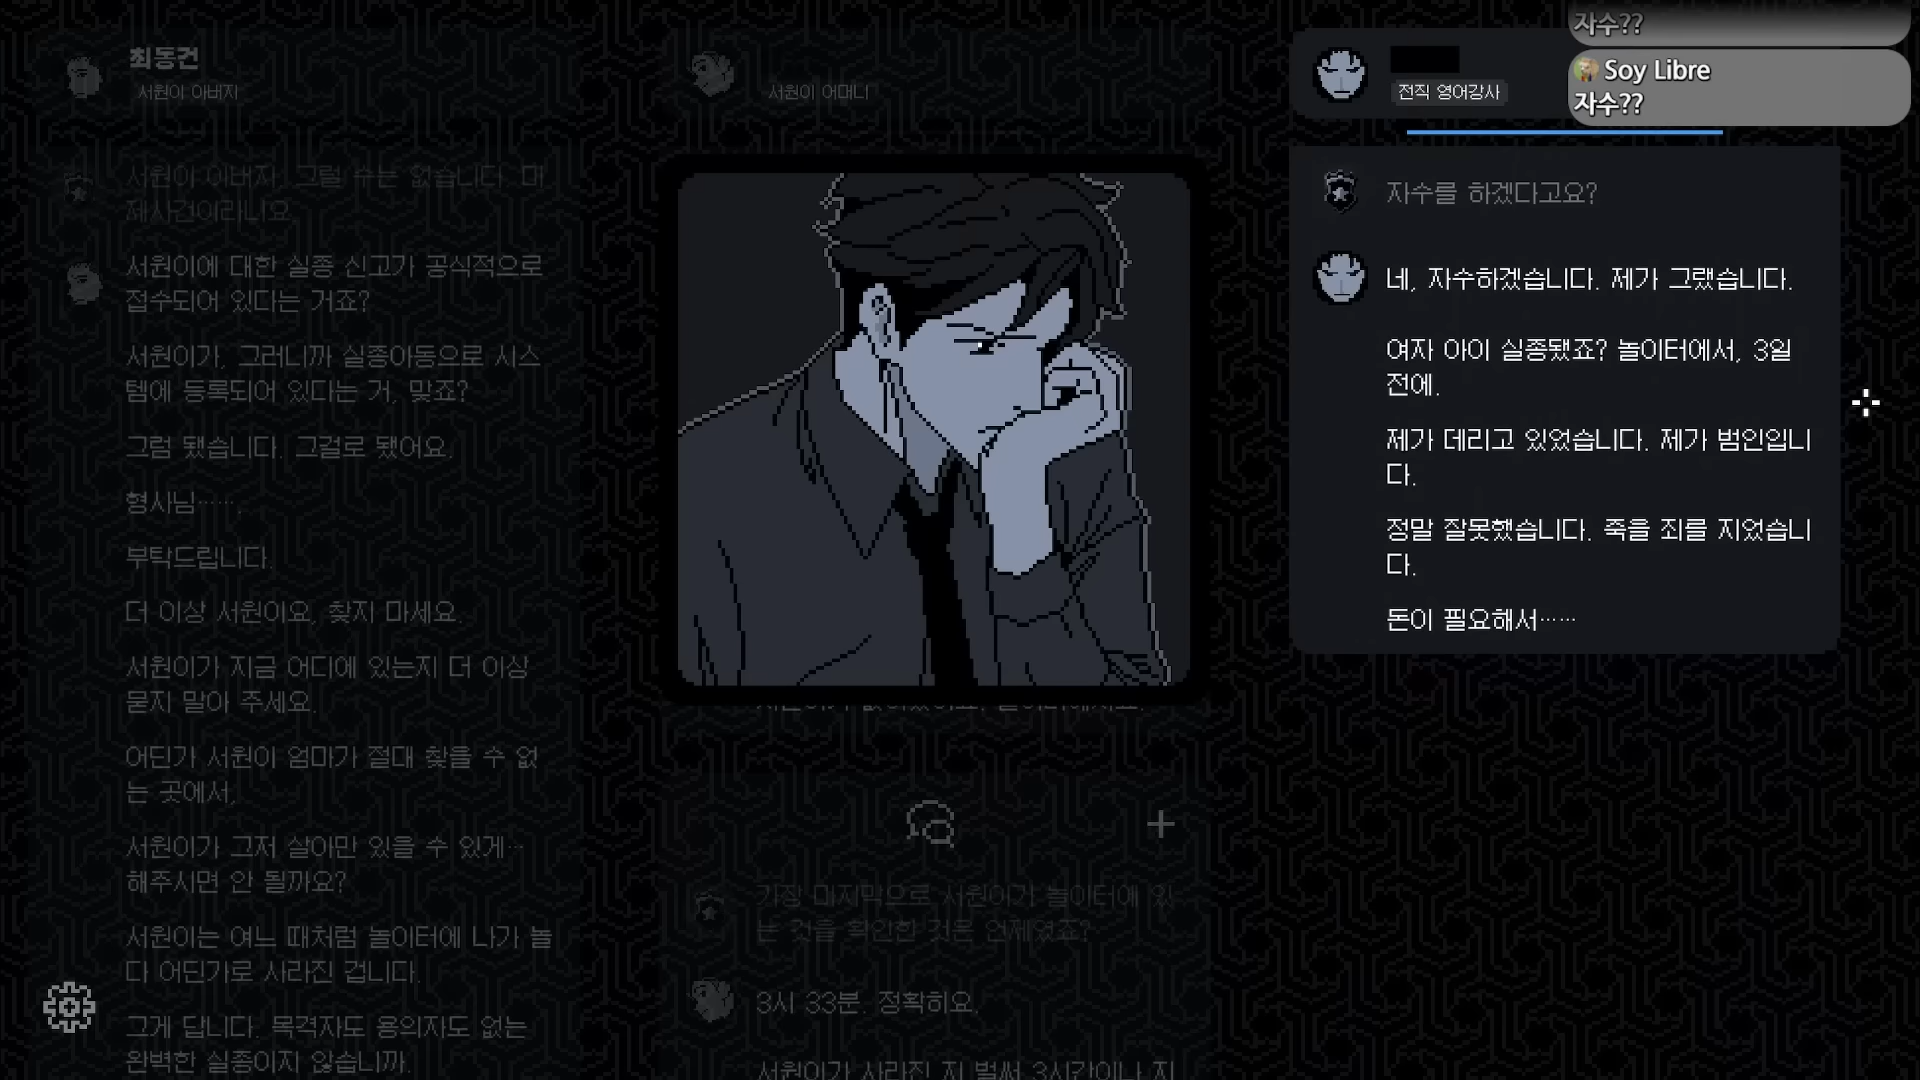 최동건
서원이 아버지
서원이 아버지, 그럴 수는 없습니다. 미
제사건이라니요.
서원이에 대한 실종 신고가 공식적으로
접수되어 있다는 거죠?
서원이가, 그러니까 실종아동으로 시스
템에 등록되어 있다는 거, 맞죠?
그럼 됐습니다. 그걸로 됐어요.
형사님……
부탁드립니다.
더 이상 서원이요, 찾지 마세요.
서원이가 지금 어디에 있는지 더 이상
묻지 말아 주세요.
어딘가 서원이 엄마가 절대 찾을 수 없
는 곳에서,
서원이가 그저 살아만 있을 수 있게…
해주시면 안 될까요?
서원이는 여느 때처럼 놀이터에 나가 놀
다 어딘가로 사라진 겁니다.
그게 답니다. 목격자도 용의자도 없는
완벽한 실종이지 않습니까.
서원이 어머니
서원이가 없어졌어요. 놀이터에서요.
가장 마지막으로 서원이가 놀이터에 있
는 것을 확인한 것은 언제였죠?
3시 33분. 정확히요.
서원이가 사라진 지 벌써 3시간이나 지
전직 영어강사
자수??
Soy Libre
자수??
자수를 하겠다고요?
네, 자수하겠습니다. 제가 그랬습니다.
여자 아이 실종됐죠? 놀이터에서, 3일
전에.
제가 데리고 있었습니다. 제가 범인입니
다.
정말 잘못했습니다. 죽을 죄를 지었습니
다.
돈이 필요해서……